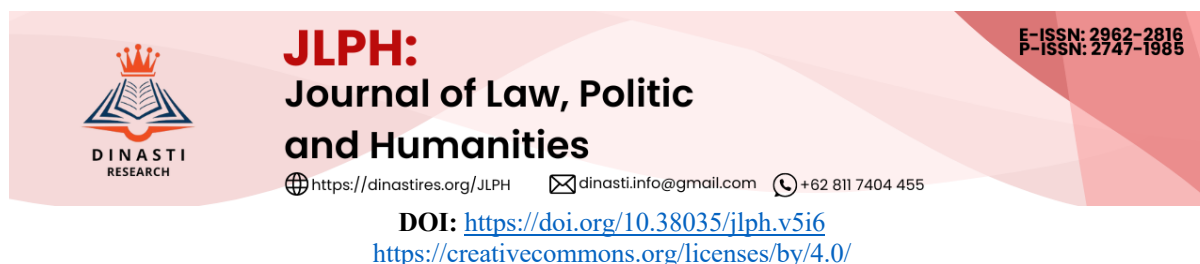 JLPH:
Journal of Law, Politic
and Humanities
E-ISSN: 2962-2816
P-ISSN: 2747-1985
DINASTI
RESEARCH
https://dinastires.org/JLPH dinasti.info@gmail.com +62 811 7404 455
DOI: https://doi.org/10.38035/jlph.v5i6
https://creativecommons.org/licenses/by/4.0/